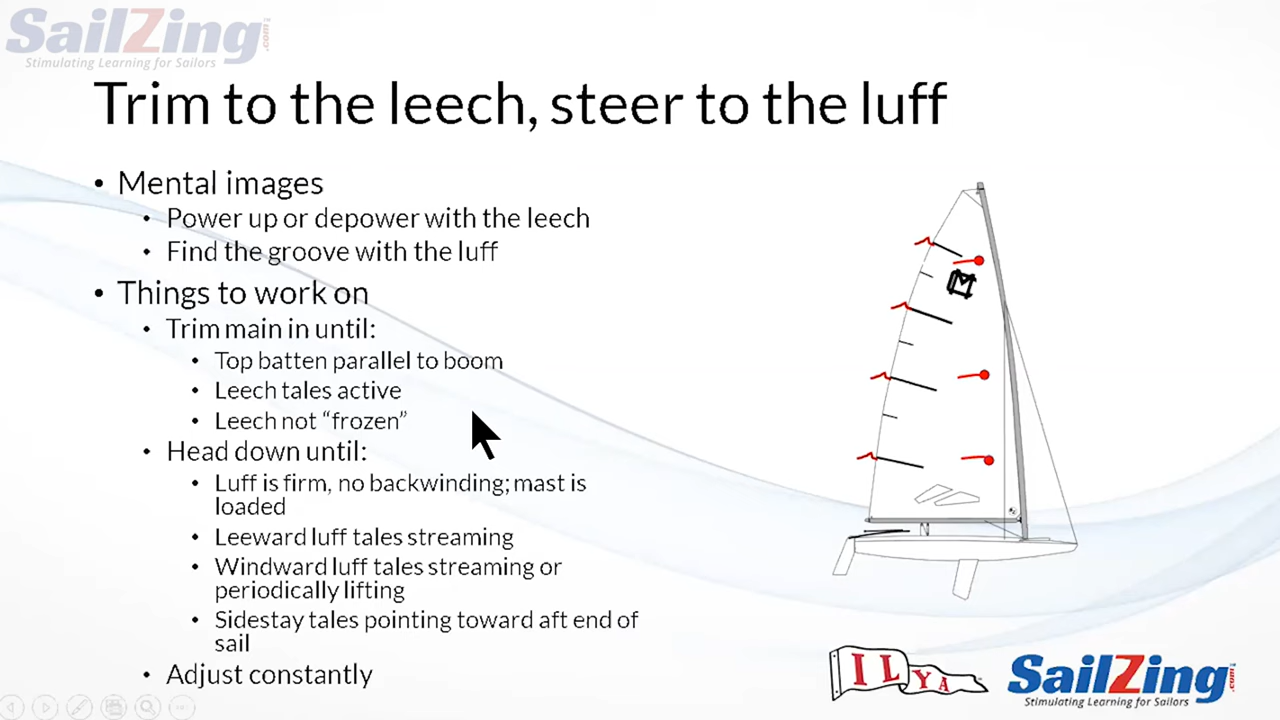 SailZing.com
Stimulating Learning for Sailors
Trim to the leech, steer to the luff
• Mental images
• Power up or depower with the leech
• Find the groove with the luff
• Things to work on
• Trim main in until:
• Top batten parallel to boom
• Leech tales active
• Leech not “frozen”
• Head down until:
• Luff is firm, no backwinding; mast is
loaded
• Leeward luff tales streaming
• Windward luff tales streaming or
periodically lifting
• Sidestay tales pointing toward aft end of
sail
• Adjust constantly
M
ILYA
SailZing.com
Stimulating Learning for Sailors